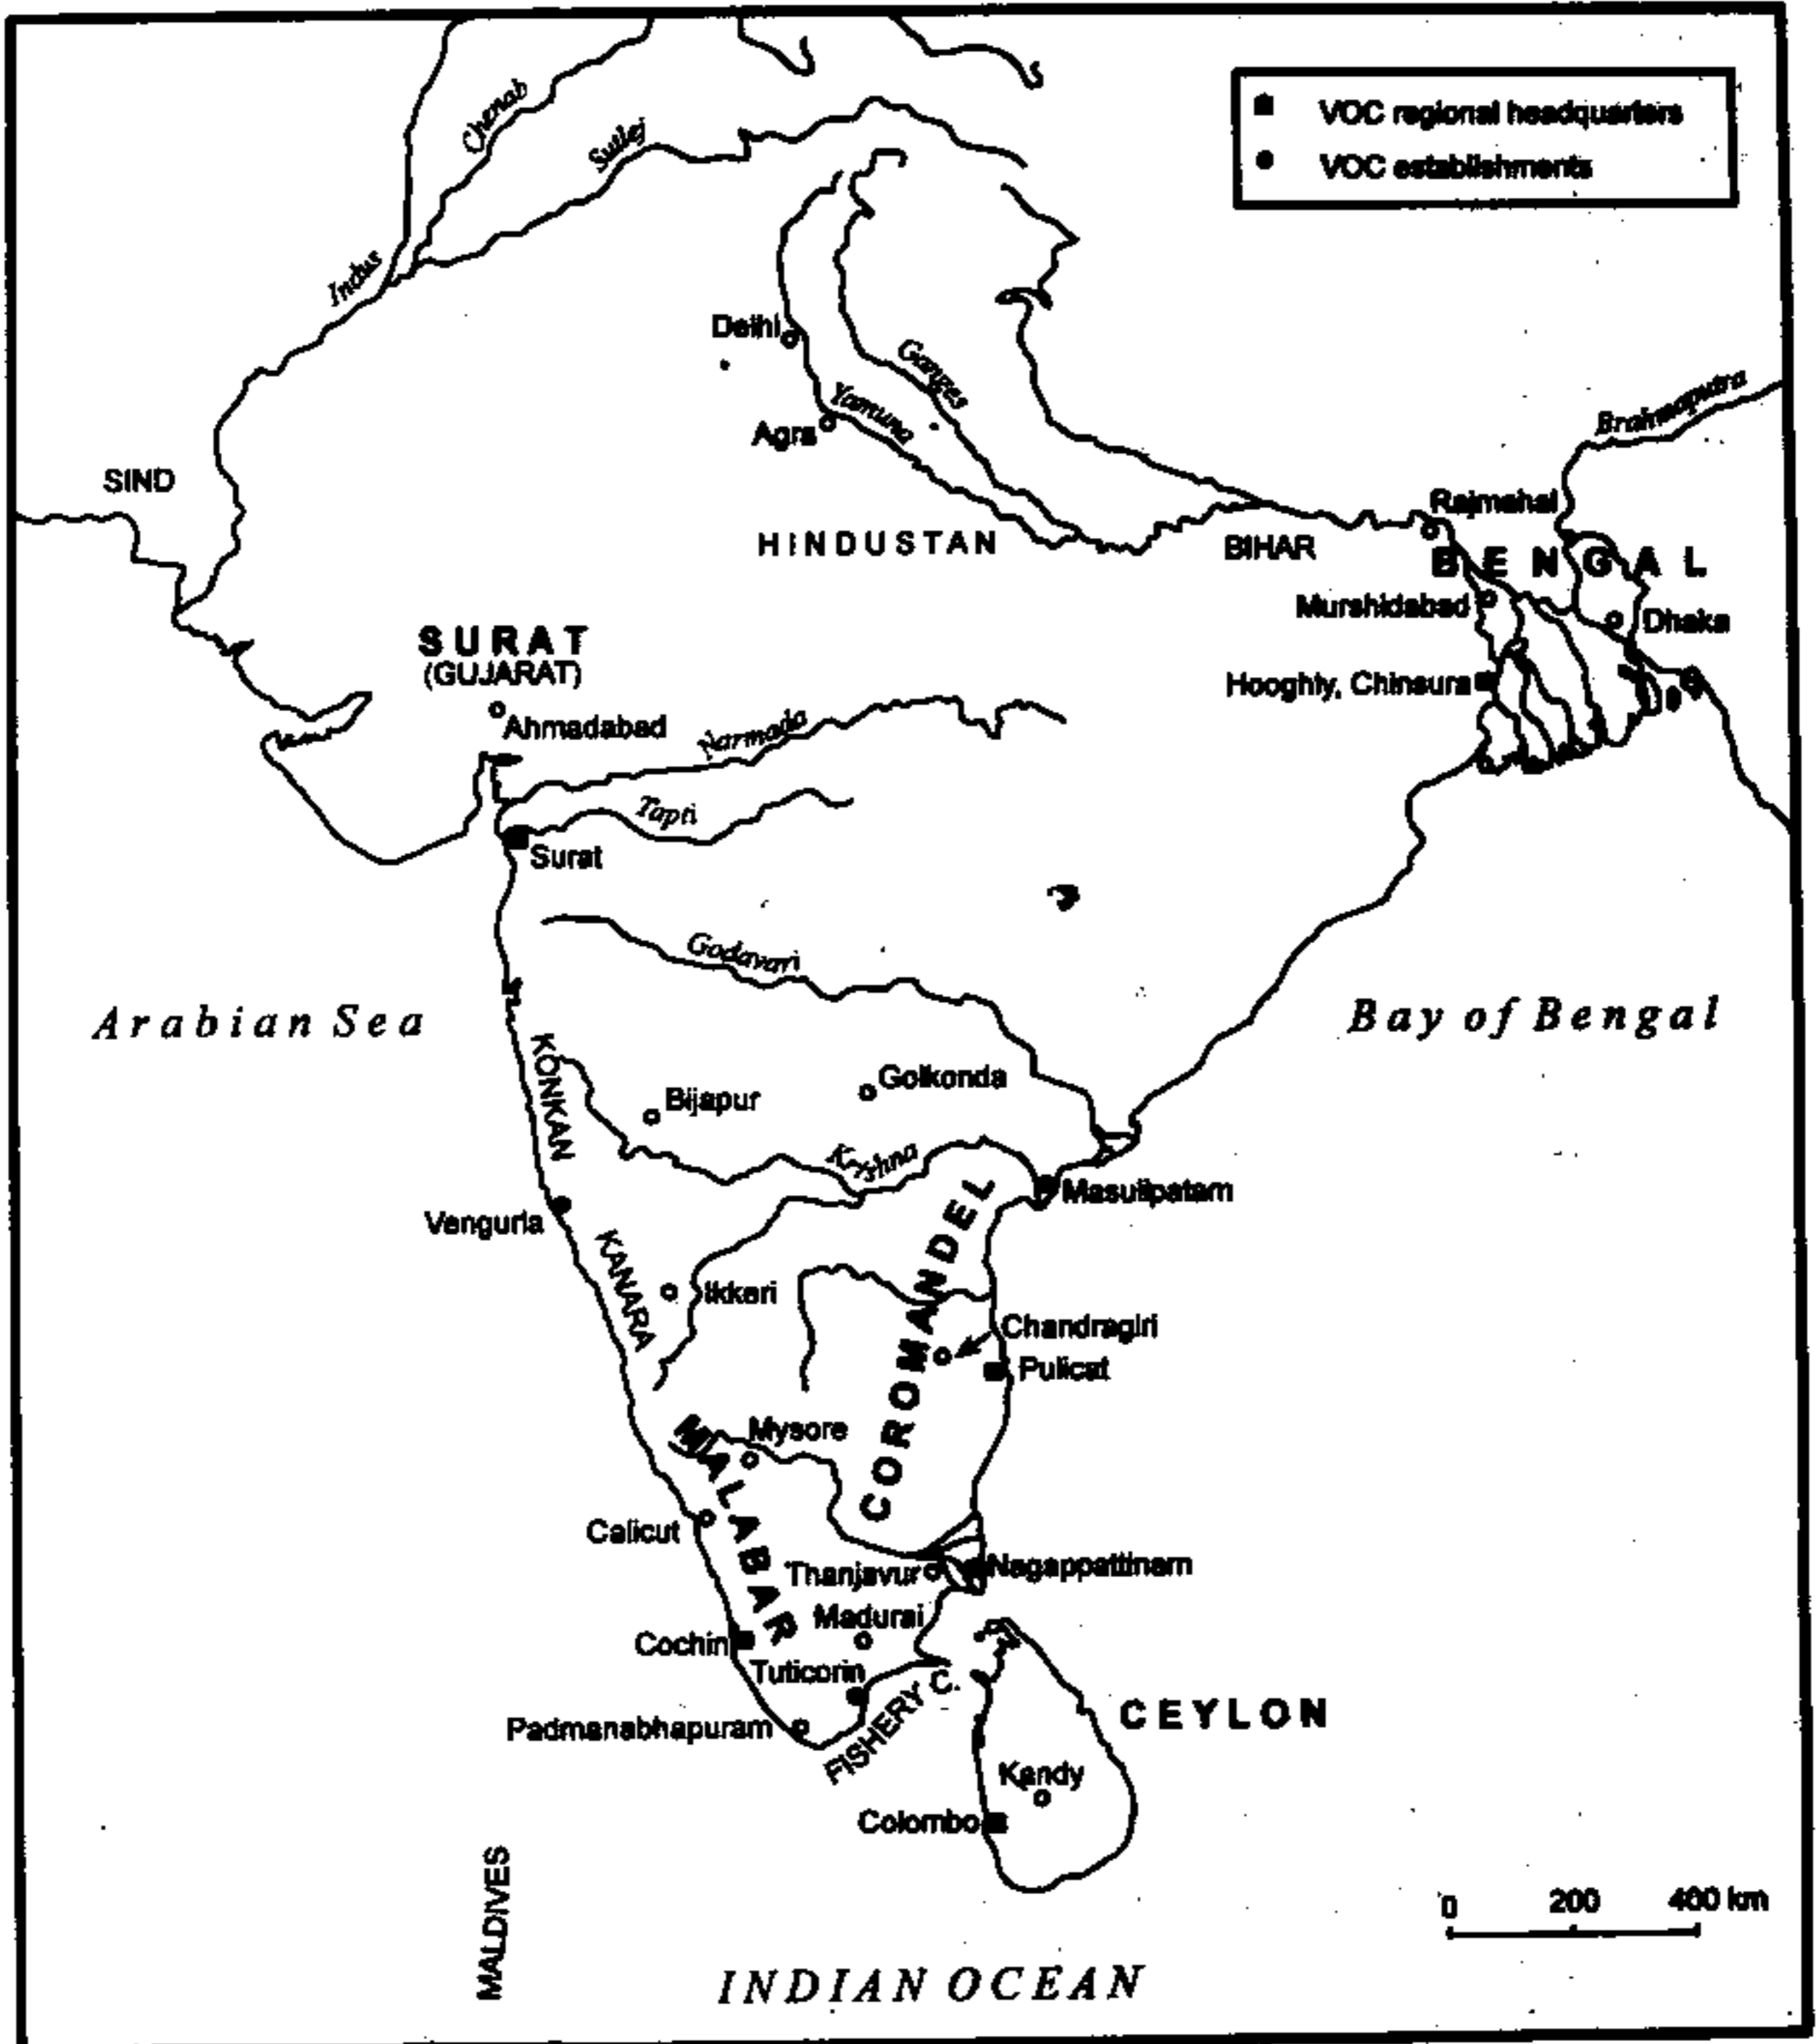 VOC regional headquarters
VOC establishments
Chenab
Sutlej
Indus
Delhi
Ganges
Yamuna
Agra
Brahmaputra
SIND
Rajmahal
HINDUSTAN
BIHAR
BENGAL
Murshidabad
Dhaka
SURAT
(GUJARAT)
Hooghly, Chinsura
Ahmadabad
Narmada
Tapti
Surat
Godavari
Arabian Sea
Bay of Bengal
KONKAN
Golkonda
Bijapur
Krishna
Masulipatam
Vengurla
KANARA
Ikkeri
COROMANDEL
Chandragiri
Pulicat
Mysore
MALABAR
Calicut
Thanjavur
Nagappattinam
Madurai
Cochin
Tuticorin
FISHERY C.
CEYLON
Padmanabhapuram
Kandy
Colombo
MALDIVES
0 200 400 km
INDIAN OCEAN